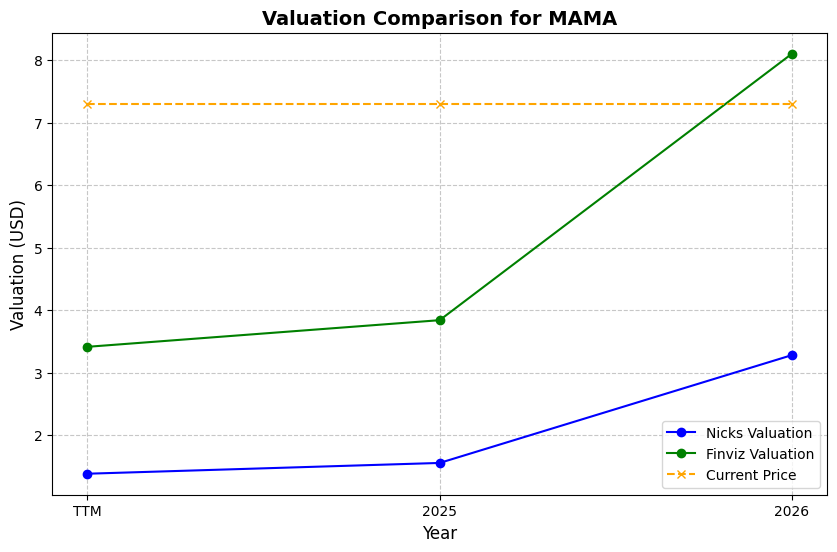 Valuation Comparison for MAMA
Valuation (USD)
8
7
6
5
4
3
2
TTM
2025
2026
Year
Nicks Valuation
Finviz Valuation
Current Price